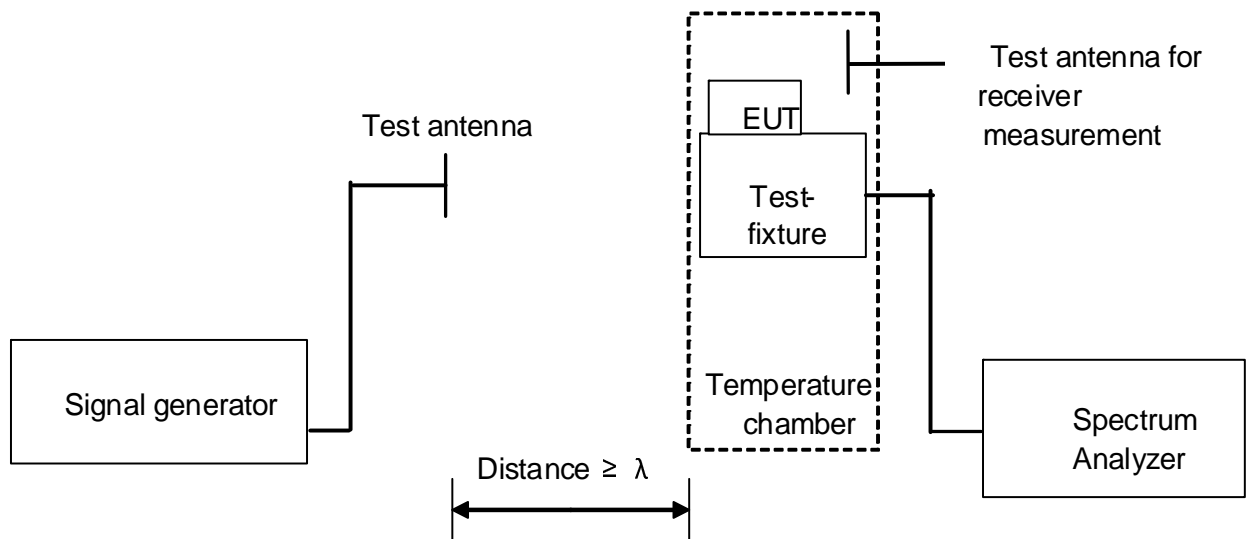 Test antenna
EUT
Test antenna for
receiver
measurement
Test-
fixture
Signal generator
Temperature
chamber
Spectrum
Analyzer
Distance ≥ λ